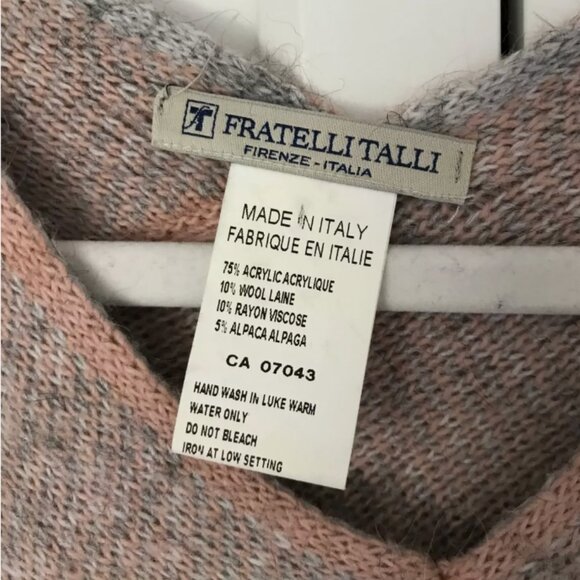 FRATELLI TALLI
FIRENZE - ITALIA
MADE IN ITALY
FABRIQUE EN ITALIE
75% ACRYLIC ACRYLIQUE
10% WOOL LAINE
10% RAYON VISCOSE
5% ALPACA ALPAGA
CA 07043
HAND WASH IN LUKE WARM
WATER ONLY
DO NOT BLEACH
IRON AT LOW SETTING